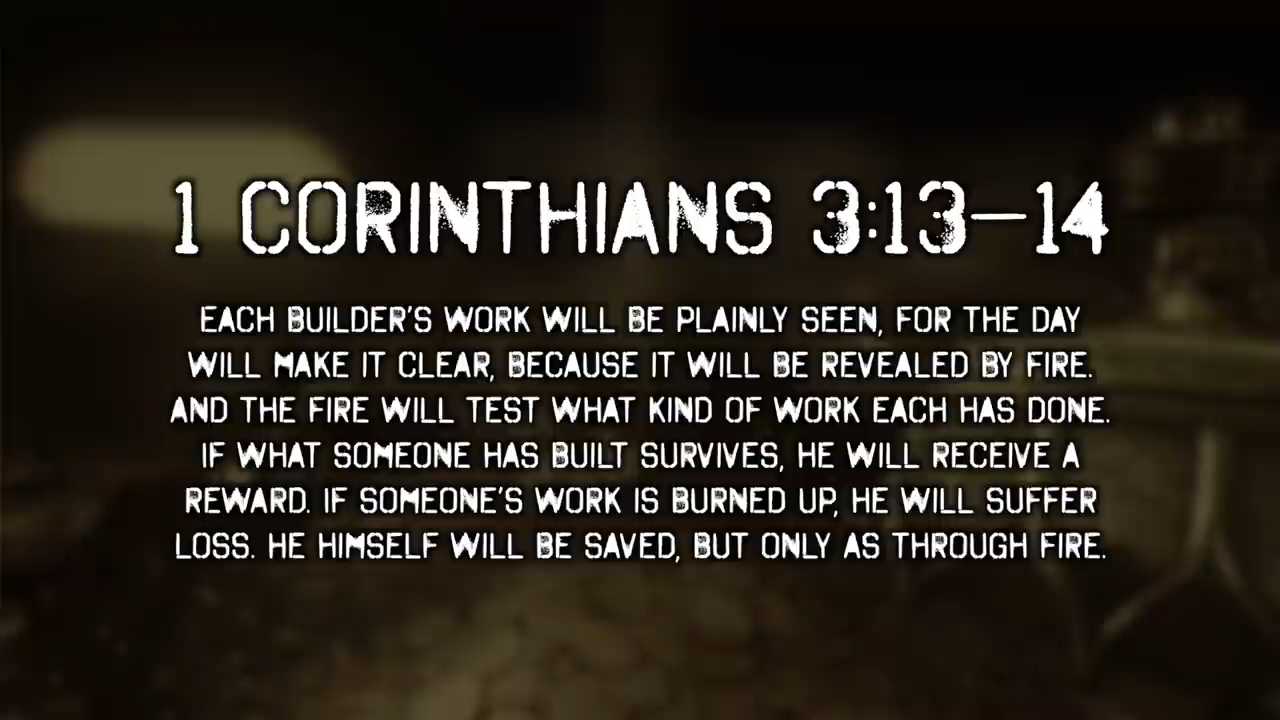 1 CORINTHIANS 3:13–14
EACH BUILDER'S WORK WILL BE PLAINLY SEEN, FOR THE DAY
WILL MAKE IT CLEAR, BECAUSE IT WILL BE REVEALED BY FIRE.
AND THE FIRE WILL TEST WHAT KIND OF WORK EACH HAS DONE.
IF WHAT SOMEONE HAS BUILT SURVIVES, HE WILL RECEIVE A
REWARD. IF SOMEONE'S WORK IS BURNED UP, HE WILL SUFFER
LOSS. HE HIMSELF WILL BE SAVED, BUT ONLY AS THROUGH FIRE.